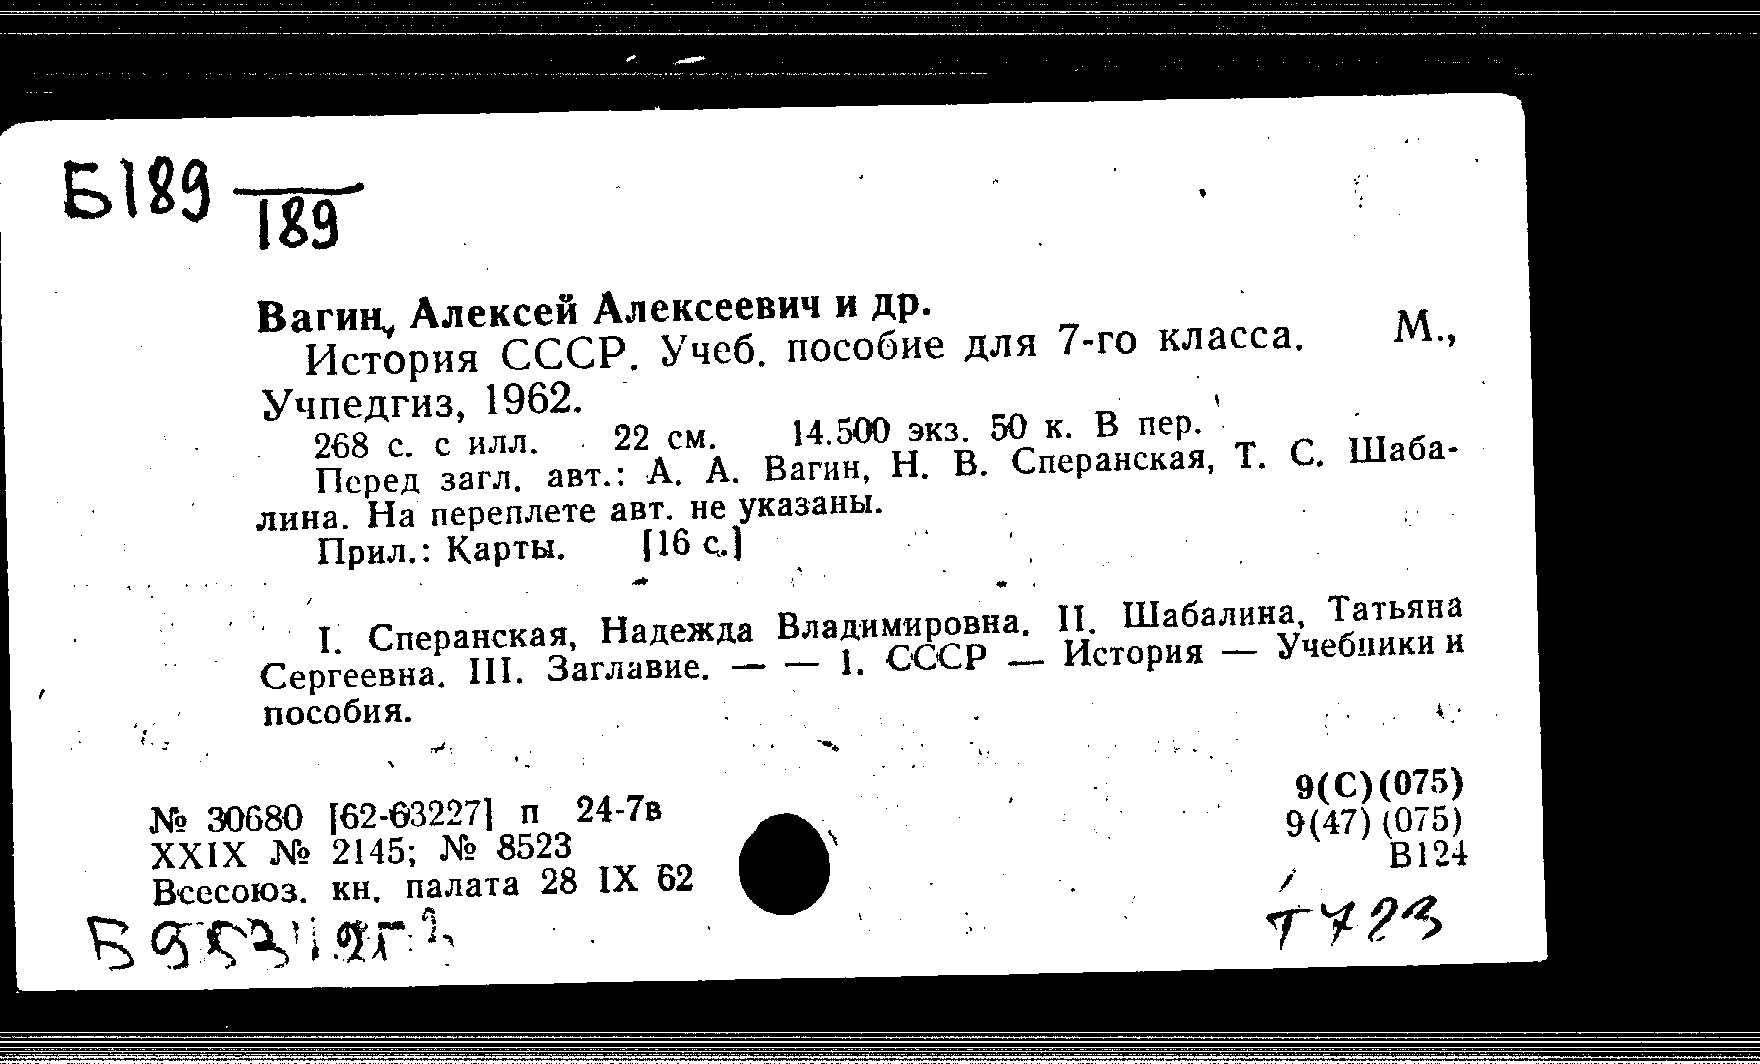 Б189
189
Вагин, Алексей Алексеевич и др.
История СССР. Учеб. пособие для 7-го класса. М.,
Учпедгиз, 1962.
268 с. с илл. 22 см. 14.500 экз. 50 к. В пер.
Перед загл. авт.: А. А. Вагин, Н. В. Сперанская, Т. С. Шаба-
лина. На переплете авт. не указаны.
Прил.: Карты. [16 с.]
I. Сперанская, Надежда Владимировна. II. Шабалина, Татьяна
Сергеевна. III. Заглавие. — — 1. СССР — История — Учебники и
пособия.
9(С)(075)
№ 30680 [62-63227] п 24-7в
9(47)(075)
XXIX № 2145; № 8523
В124
Всесоюз. кн. палата 28 IX 62
Т723